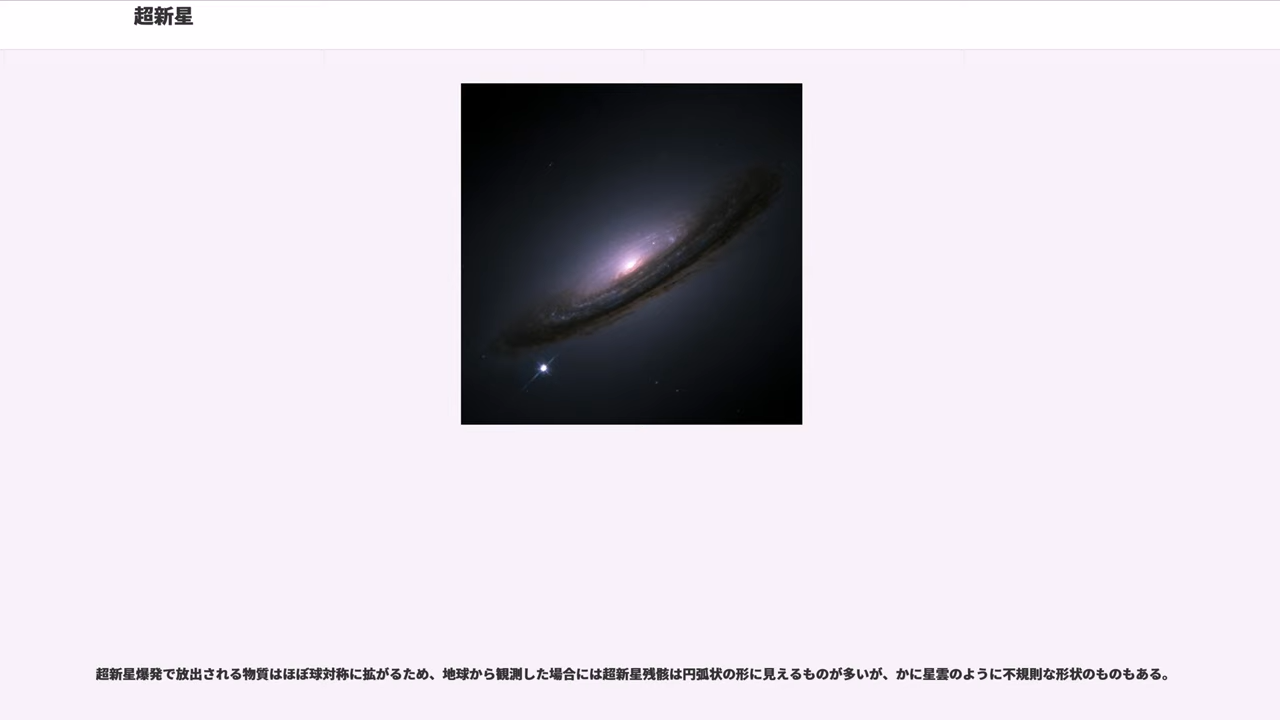 超新星
超新星爆発で放出される物質はほぼ球対称に拡がるため、地球から観測した場合には超新星残骸は円弧状の形に見えるものが多いが、かに星雲のように不規則な形状のものもある。